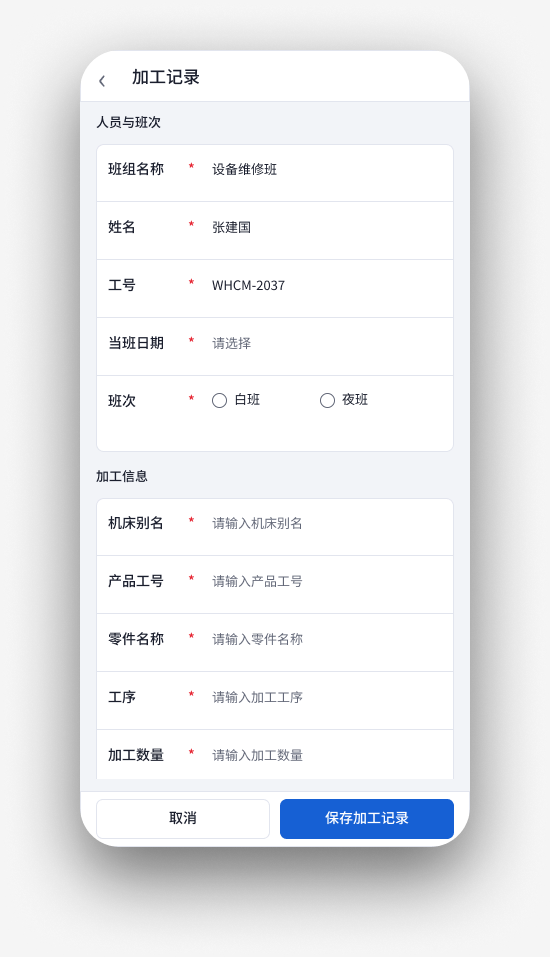 加工记录
人员与班次
班组名称 * 设备维修班
姓名 * 张建国
工号 * WHCM-2037
当班日期 * 请选择
班次 * 白班 夜班
加工信息
机床别名 * 请输入机床别名
产品工号 * 请输入产品工号
零件名称 * 请输入零件名称
工序 * 请输入加工工序
加工数量 * 请输入加工数量
取消 保存加工记录